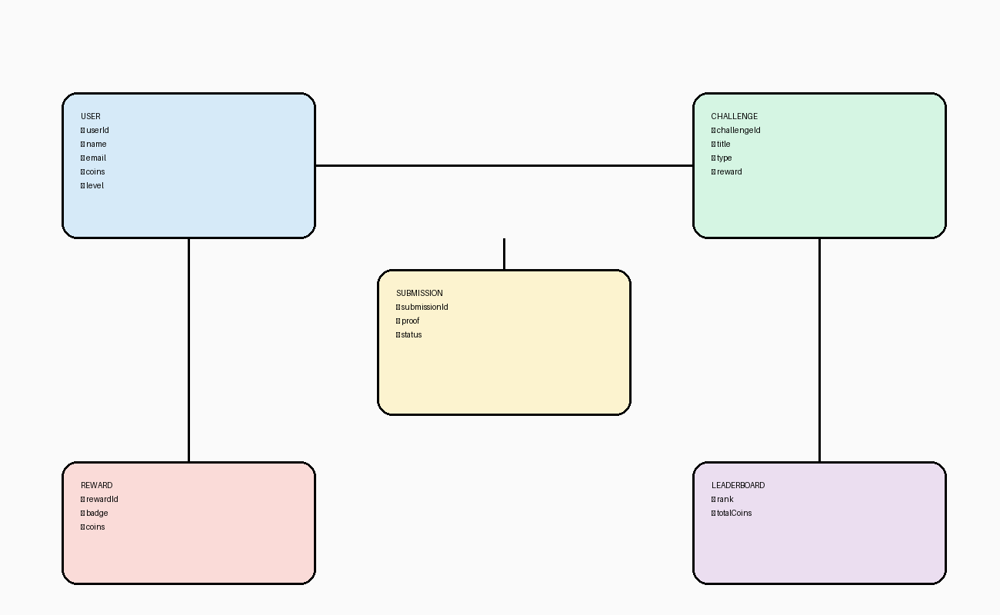 USER
userId
name
email
coins
level
CHALLENGE
challengeId
title
type
reward
SUBMISSION
submissionId
proof
status
REWARD
rewardId
badge
coins
LEADERBOARD
rank
totalCoins